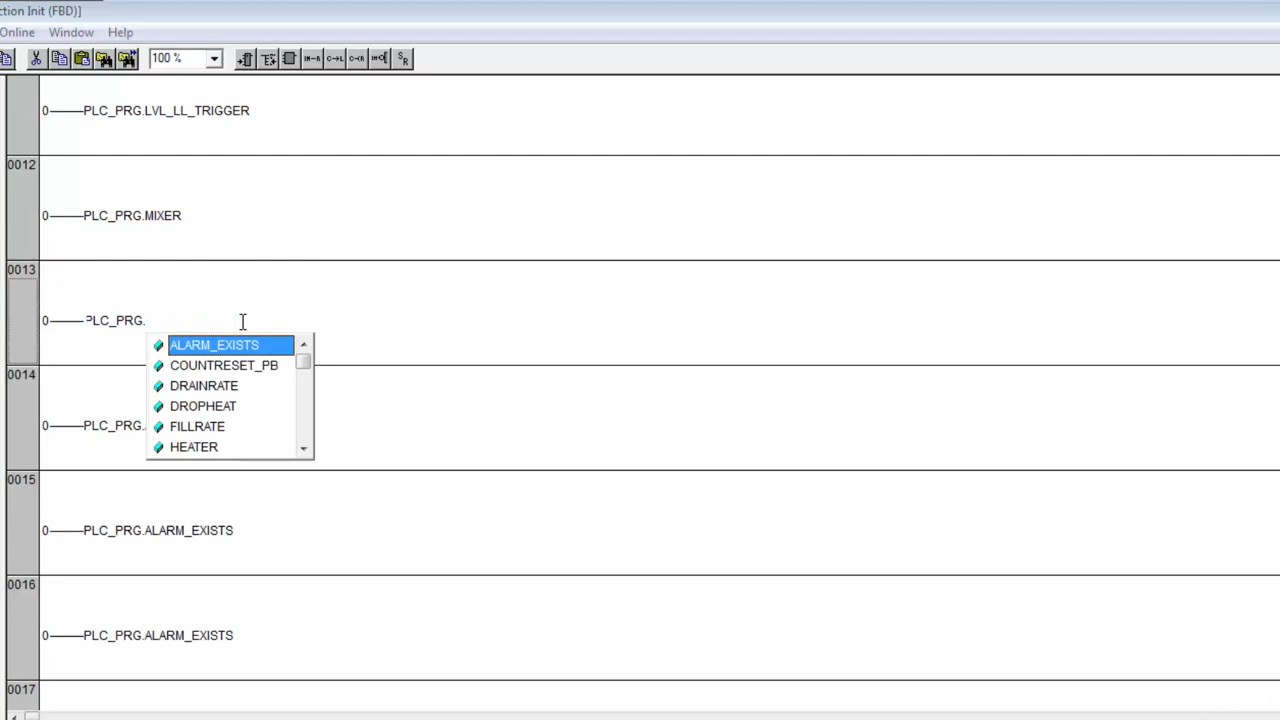 ction Init (FBD)]
Online Window Help
100 %
0 PLC_PRG.LVL_LL_TRIGGER
0012
0 PLC_PRG.MIXER
0013
0 PLC_PRG.
ALARM_EXISTS
COUNTRESET_PB
DRAINRATE
DROPHEAT
FILLRATE
HEATER
0014
0 PLC_PRG.
0015
0 PLC_PRG.ALARM_EXISTS
0016
0 PLC_PRG.ALARM_EXISTS
0017